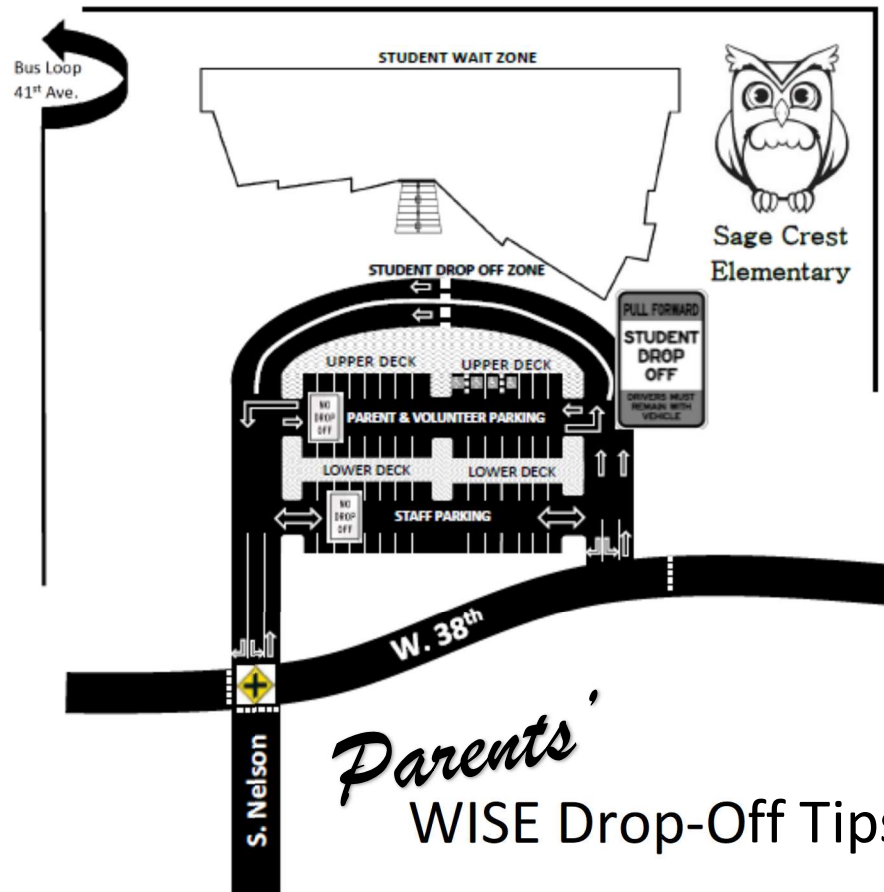 Bus Loop
41st Ave.
STUDENT WAIT ZONE
Sage Crest
Elementary
STUDENT DROP OFF ZONE
PULL FORWARD
STUDENT
DROP
OFF
DRIVERS MUST
REMAIN WITH
VEHICLE
UPPER DECK
UPPER DECK
NO
DROP
OFF
PARENT & VOLUNTEER PARKING
LOWER DECK
LOWER DECK
NO
DROP
OFF
STAFF PARKING
W. 38th
S. Nelson
Parents'
WISE Drop-Off Tips